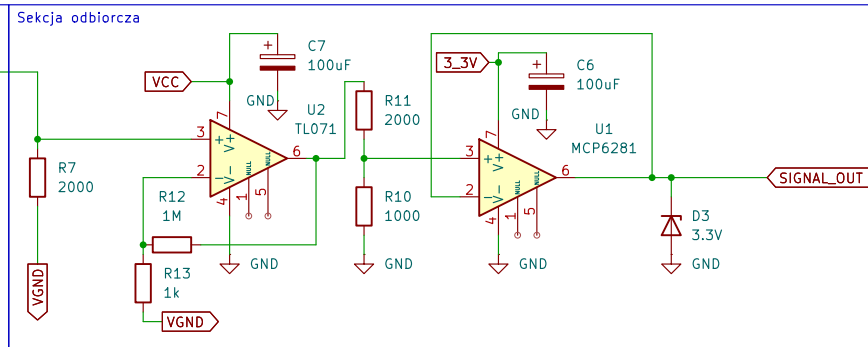 Sekcja odbiorcza
C7
100uF
VCC
GND
3_3V
C6
100uF
GND
7
U2
TL071
R11
2000
7
U1
MCP6281
3
+
V+
6
2
V-
NULL
NULL
4
1
5
3
+
V+
6
2
V-
NULL
NULL
4
1
5
SIGNAL_OUT
R7
2000
R12
1M
R10
1000
D3
3.3V
GND
GND
GND
GND
VGND
R13
1k
VGND